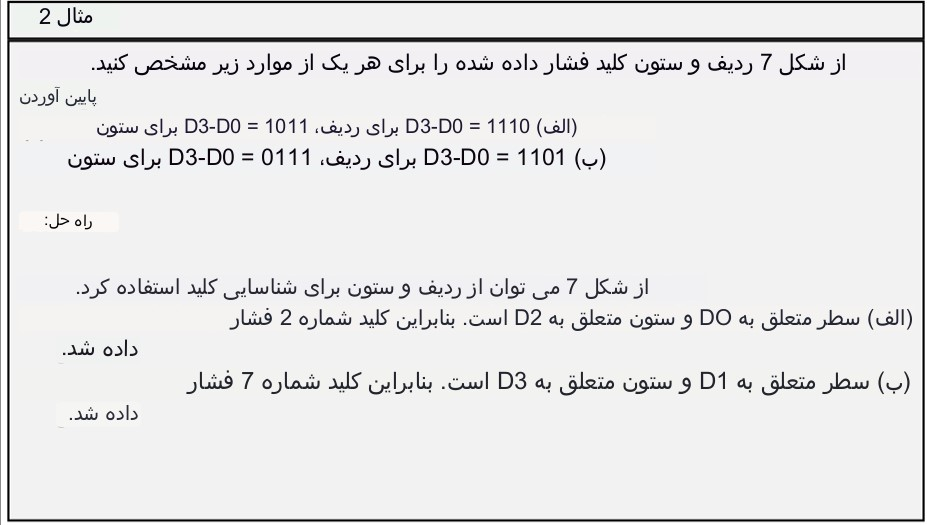 مثال 2
از شکل 7 ردیف و ستون کلید فشار داده شده را برای هر یک از موارد زیر مشخص کنید.
پایین آوردن
(الف) D3-D0 = 1110 برای ردیف، D3-D0 = 1011 برای ستون
(ب) D3-D0 = 1101 برای ردیف، D3-D0 = 0111 برای ستون
راه حل:
از شکل 7 می توان از ردیف و ستون برای شناسایی کلید استفاده کرد.
(الف) سطر متعلق به DO و ستون متعلق به D2 است. بنابراین کلید شماره 2 فشار
داده شد.
(ب) سطر متعلق به D1 و ستون متعلق به D3 است. بنابراین کلید شماره 7 فشار
داده شد.